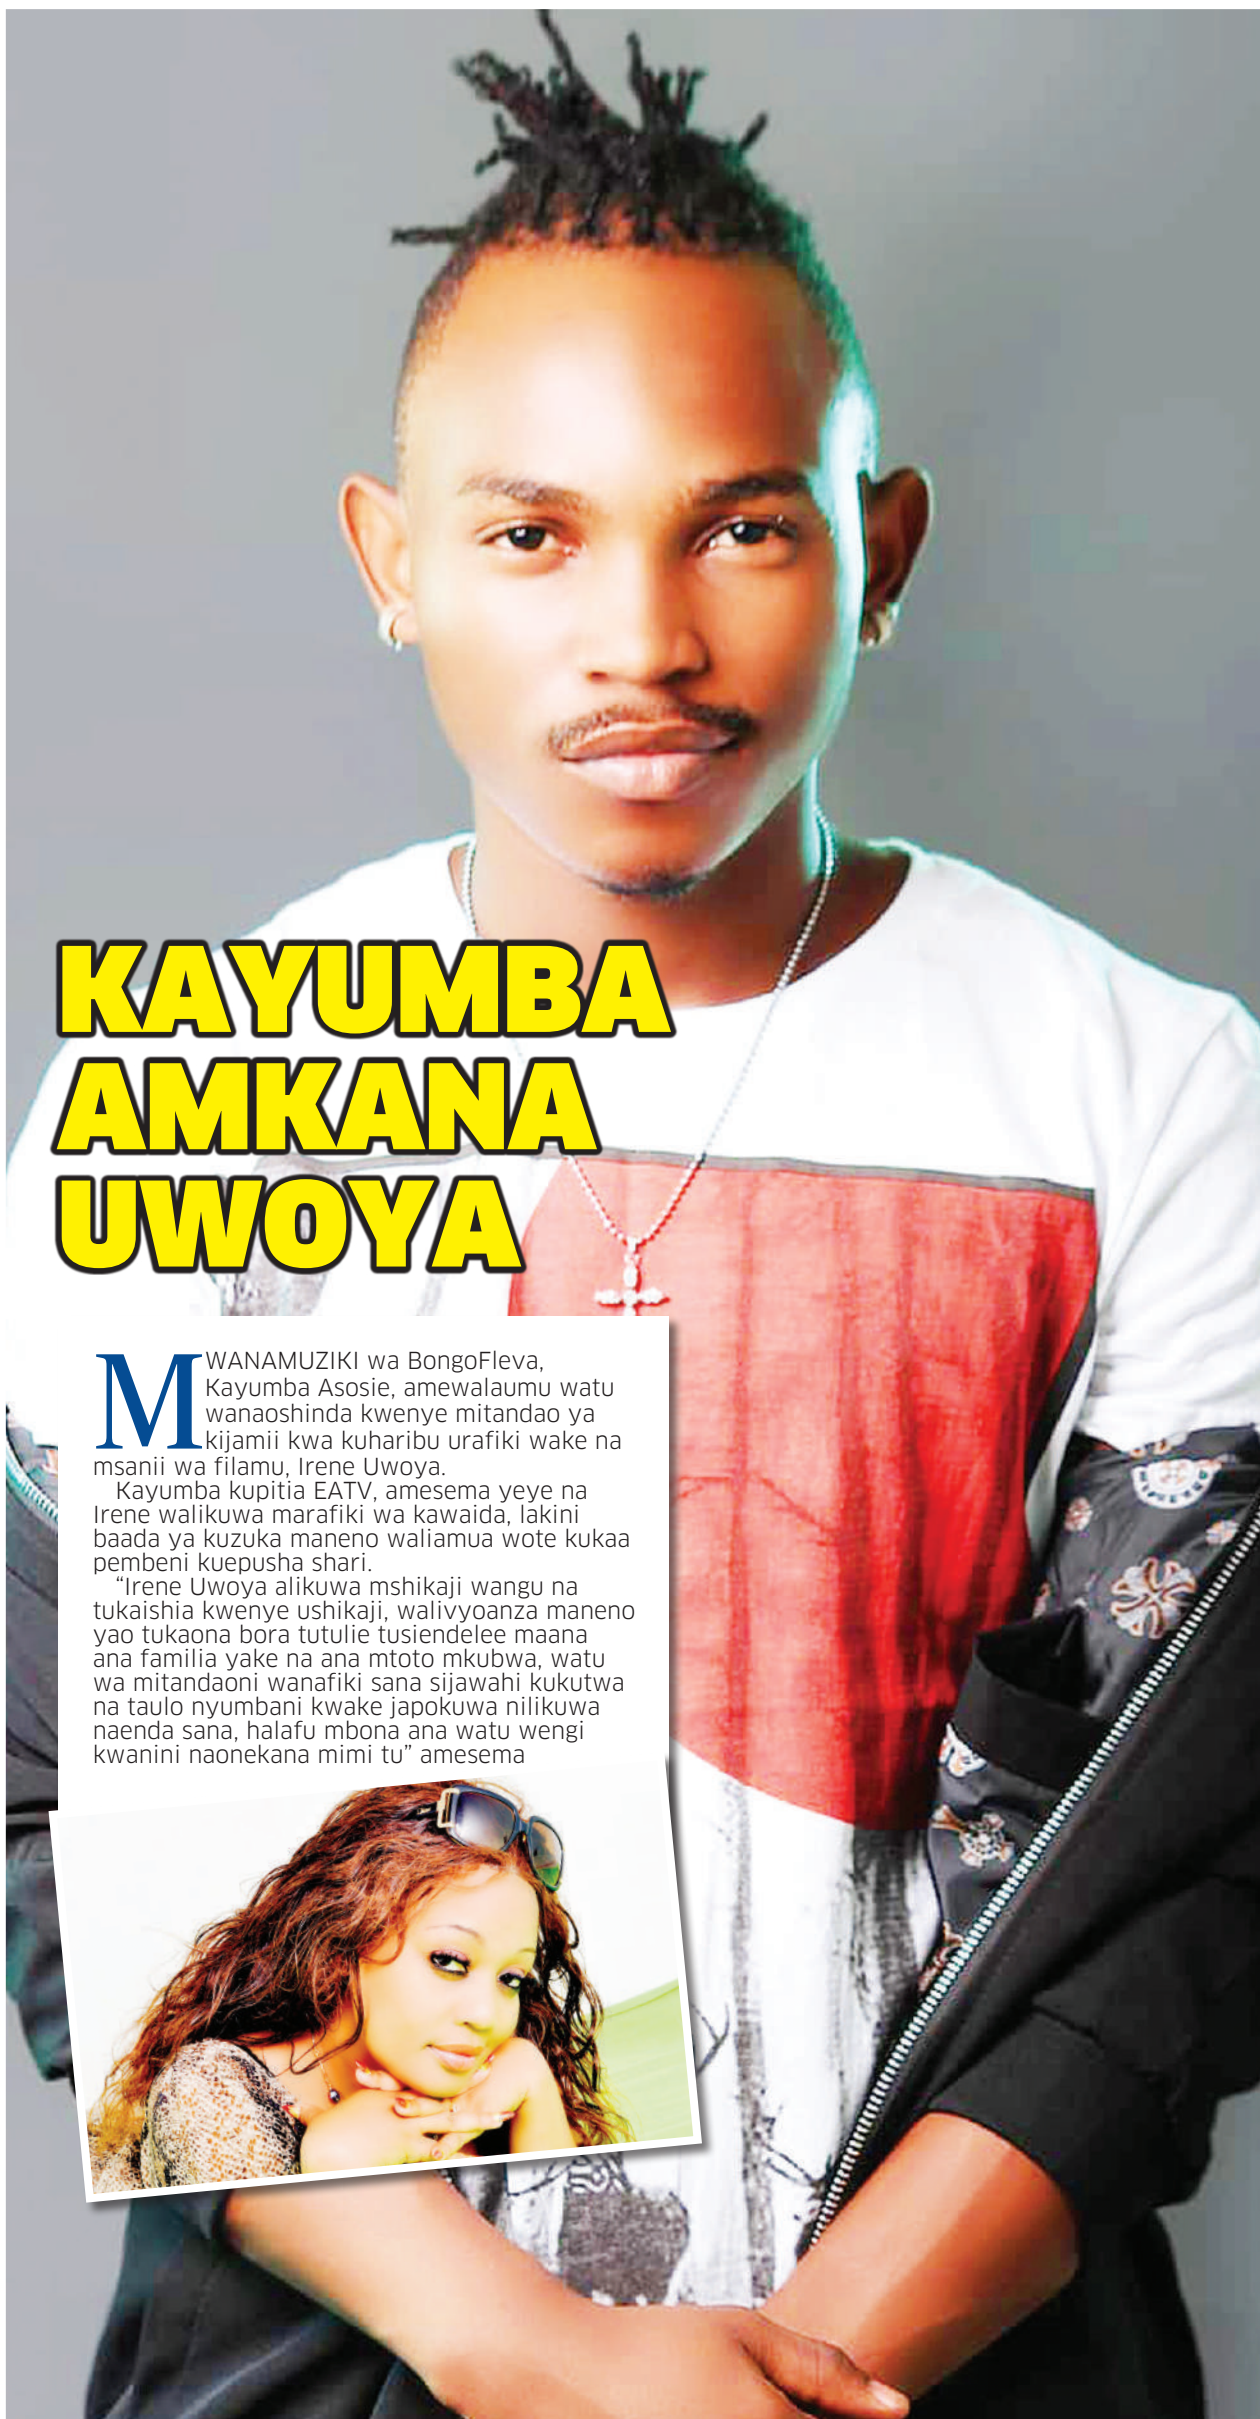 KAYUMBA
AMKANA
UWOYA
MWANAMUZIKI wa BongoFleva,
Kayumba Asosie, amewalaumu watu
wanaoshinda kwenye mitandao ya
kijamii kwa kuharibu urafiki wake na
msanii wa filamu, Irene Uwoya.
Kayumba kupitia EATV, amesema yeye na
Irene walikuwa marafiki wa kawaida, lakini
baada ya kuzuka maneno waliamua wote kukaa
pembeni kuepusha shari.
“Irene Uwoya alikuwa mshikaji wangu na
tukaishia kwenye ushikaji, walivyoanza maneno
yao tukaona bora tutulie tusiendelee maana
ana familia yake na ana mtoto mkubwa, watu
wa mitandaoni wanafiki sana sijawahi kukutwa
na taulo nyumbani kwake japokuwa nilikuwa
naenda sana, halafu mbona ana watu wengi
kwanini naonekana mimi tu” amesema